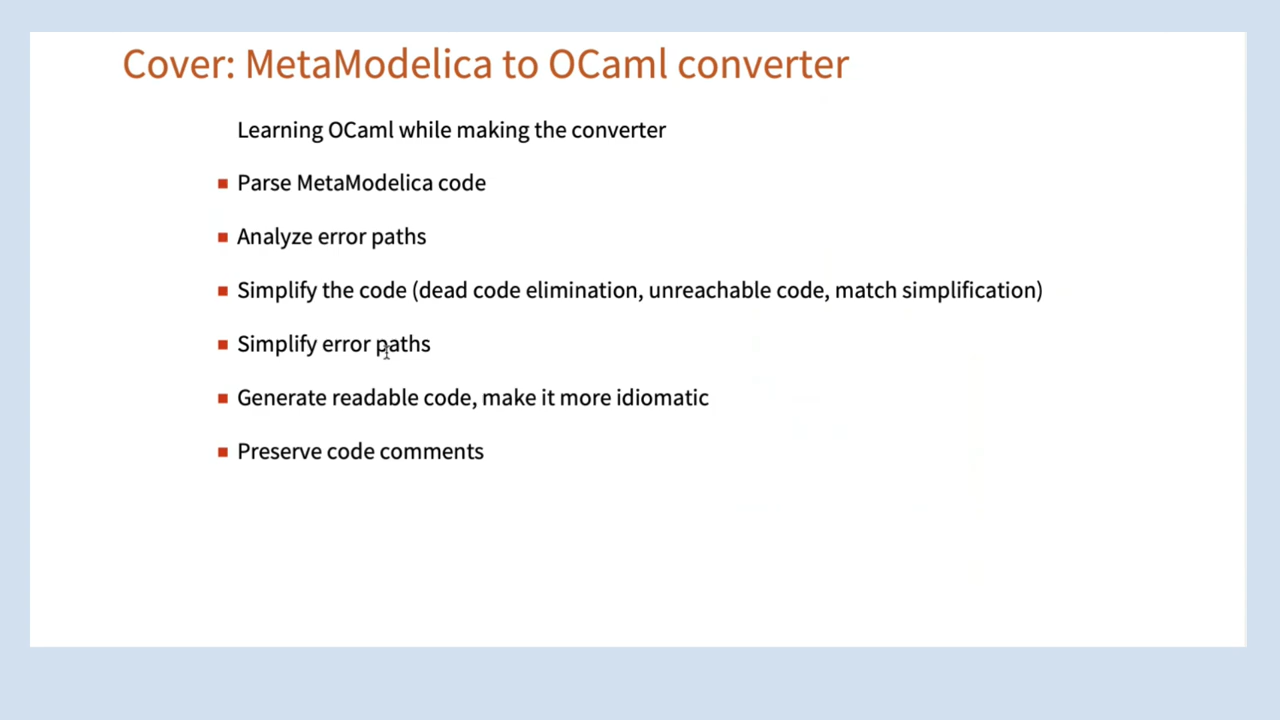 Cover: MetaModelica to OCaml converter
Learning OCaml while making the converter
Parse MetaModelica code
Analyze error paths
Simplify the code (dead code elimination, unreachable code, match simplification)
Simplify error paths
Generate readable code, make it more idiomatic
Preserve code comments